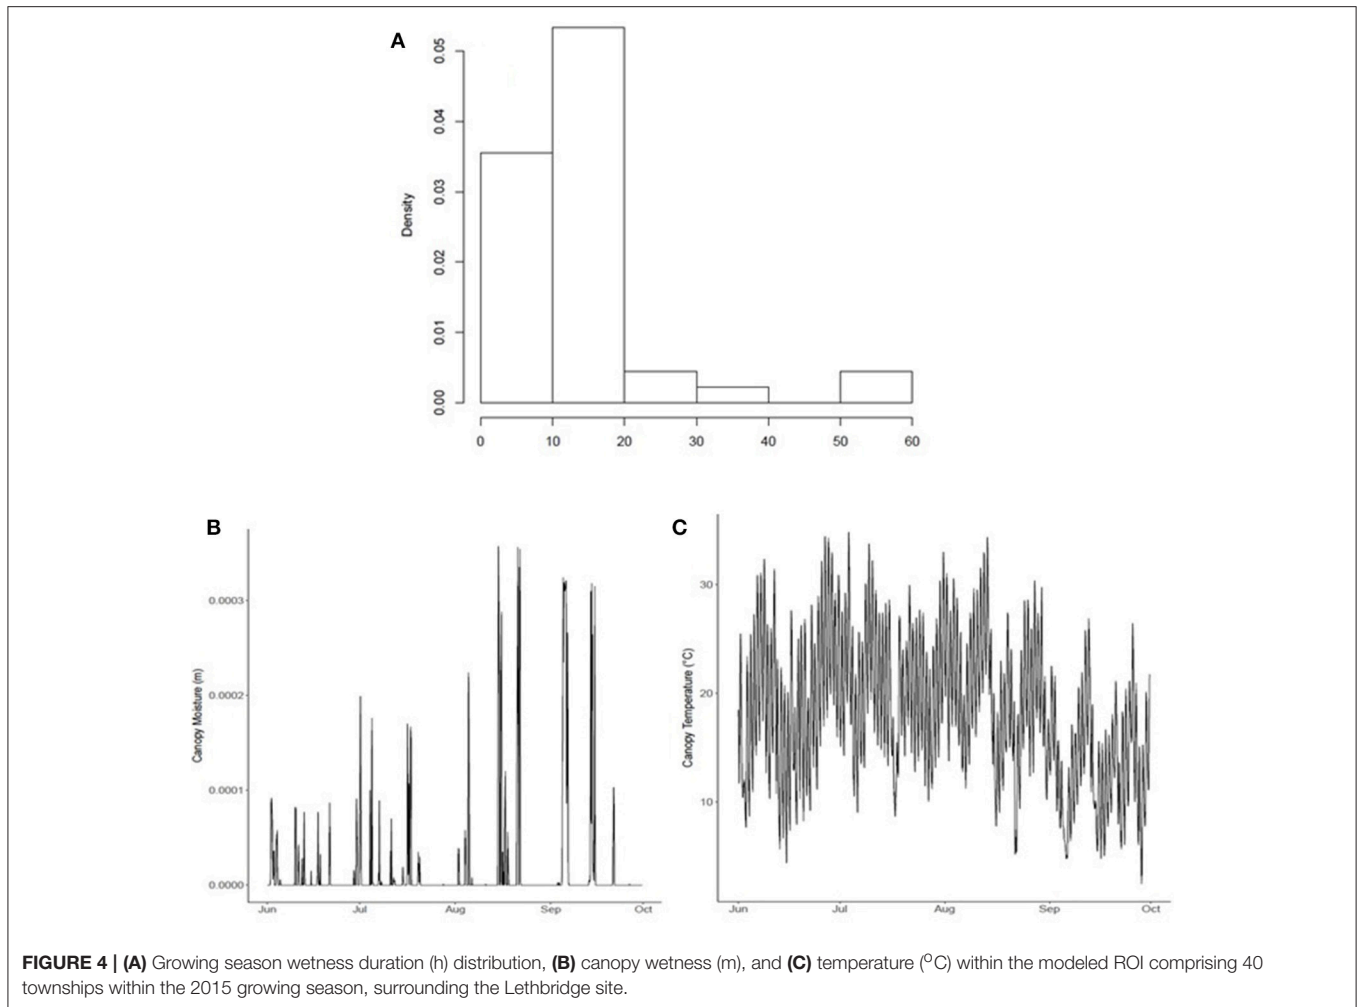 A
Density
0.05
0.04
0.03
0.02
0.01
0.00
0 10 20 30 40 50 60
B
Canopy Moisture (m)
0.0003
0.0002
0.0001
0.0000
Jun Jul Aug Sep Oct
C
Canopy Temperature (°C)
30
20
10
Jun Jul Aug Sep Oct
FIGURE 4 | (A) Growing season wetness duration (h) distribution, (B) canopy wetness (m), and (C) temperature (°C) within the modeled ROI comprising 40
townships within the 2015 growing season, surrounding the Lethbridge site.